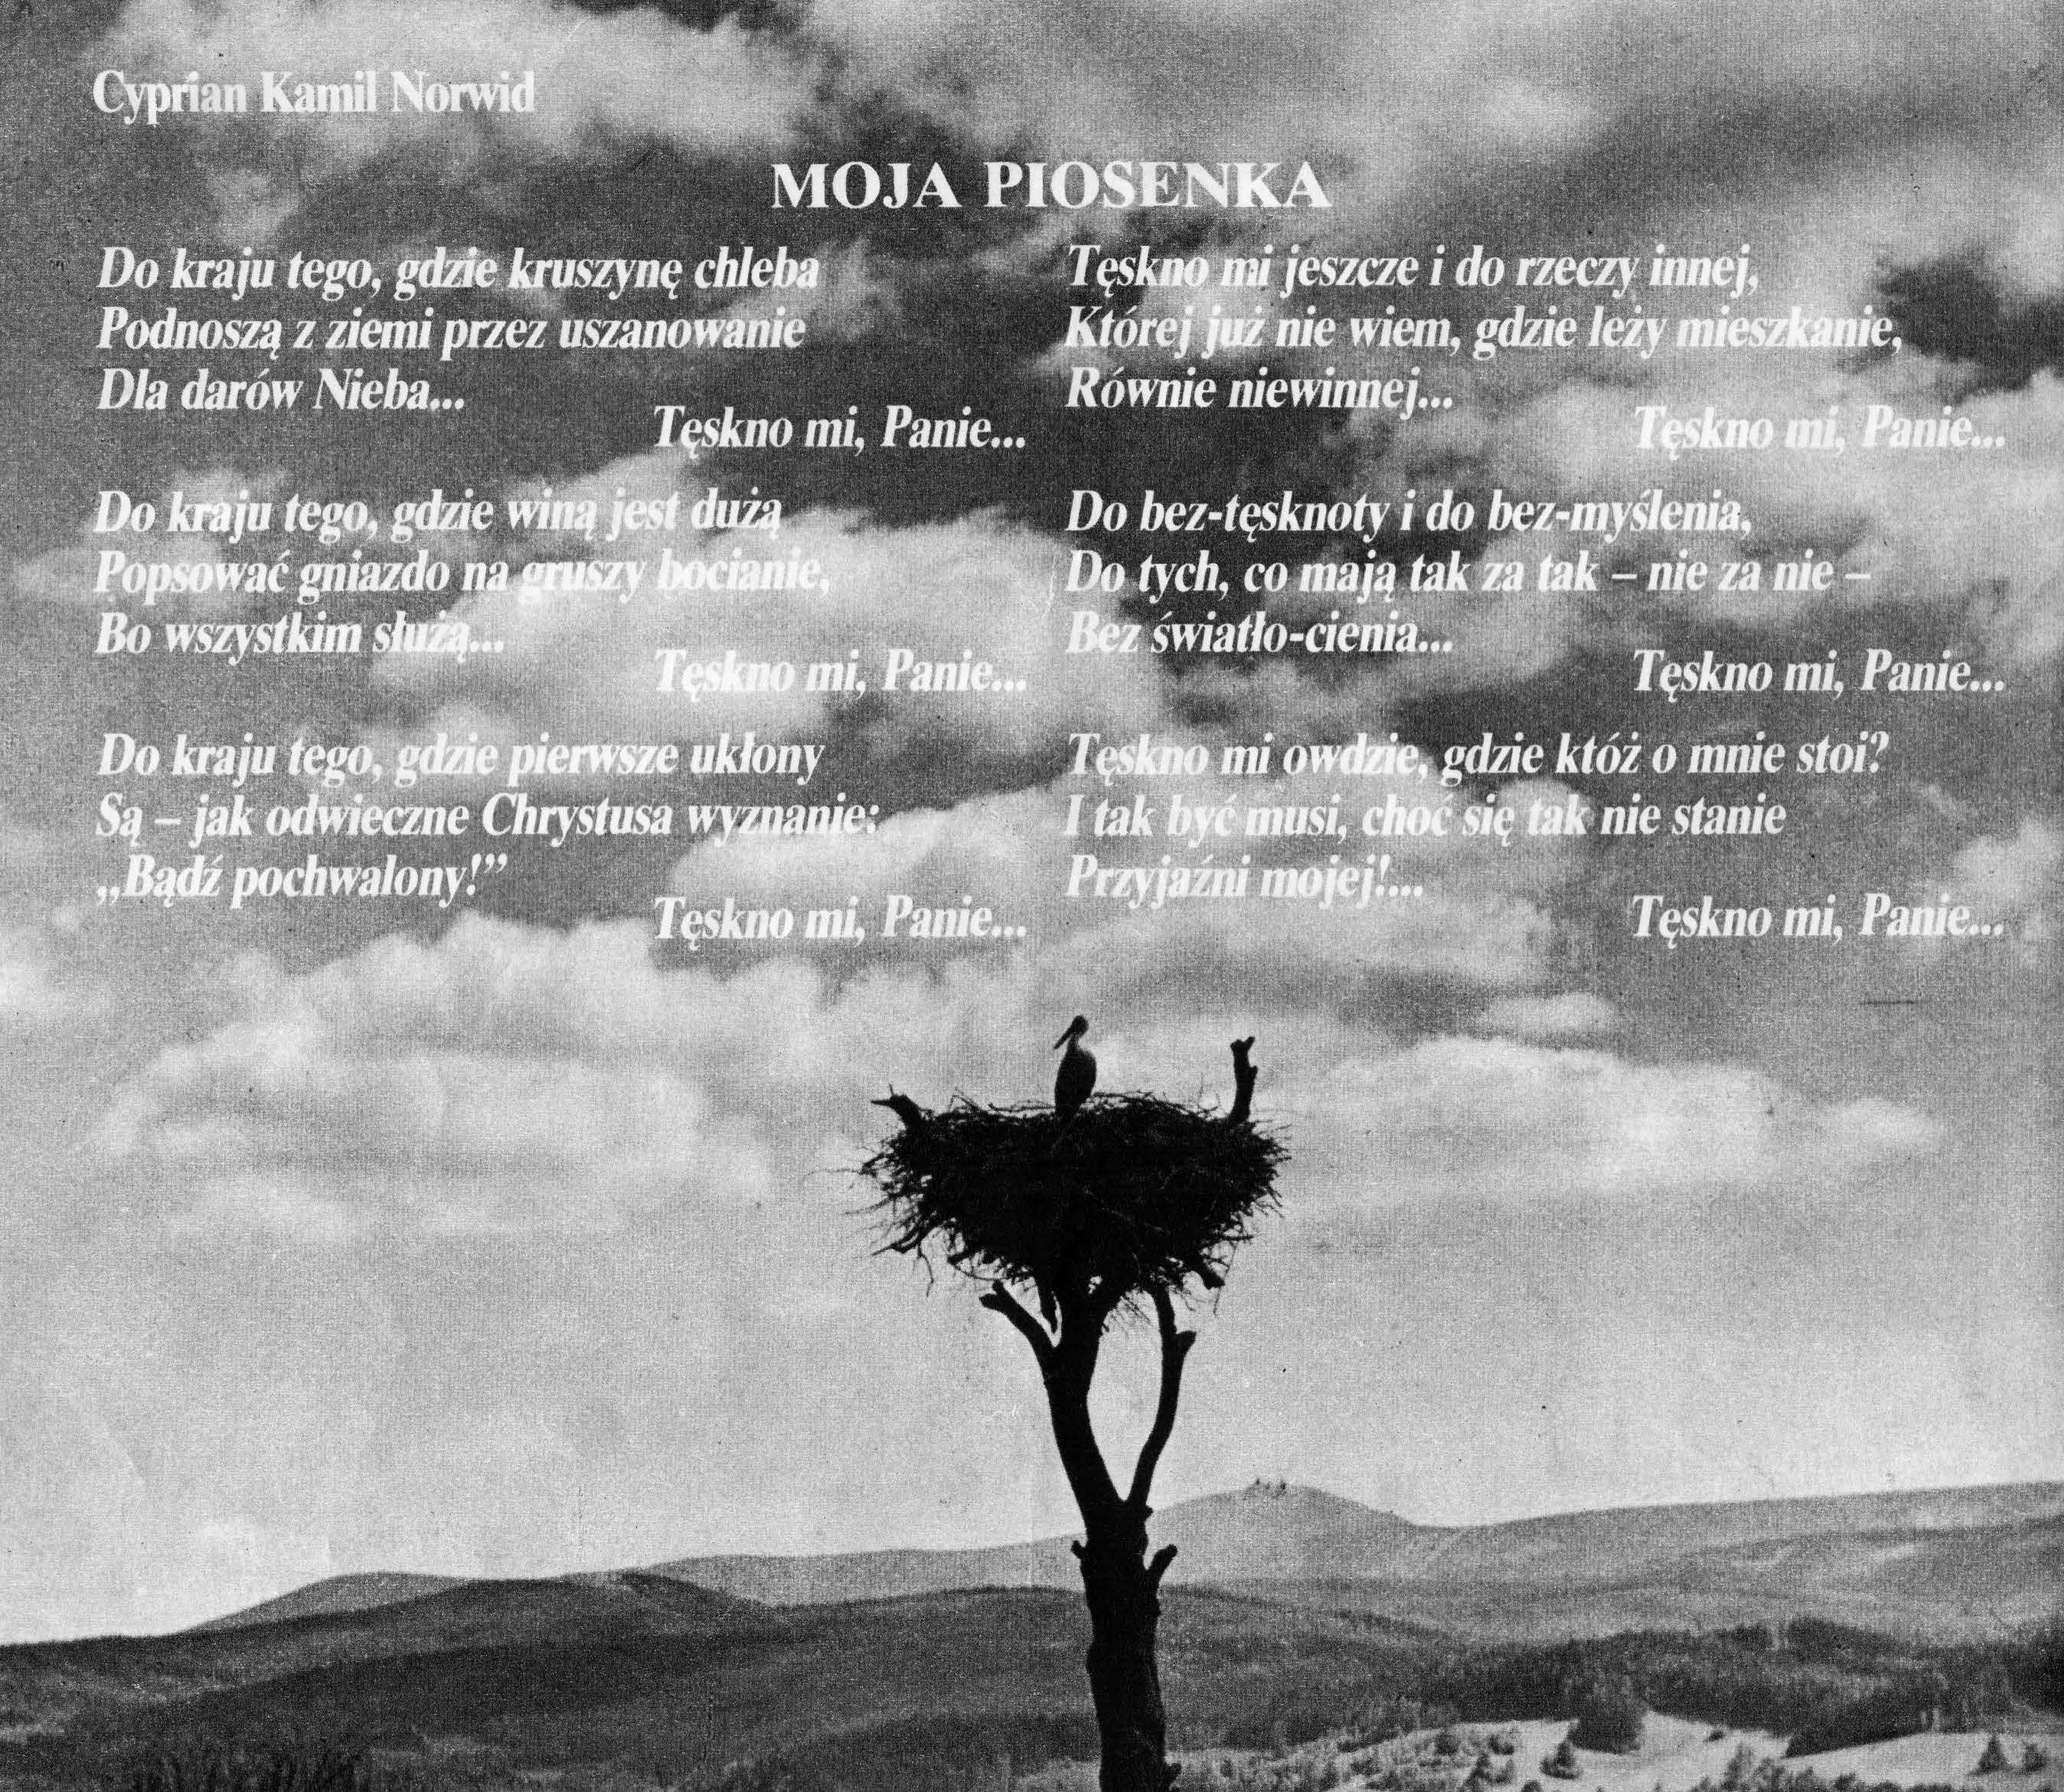 Cyprian Kamil Norwid
MOJA PIOSENKA
Do kraju tego, gdzie kruszynę chleba
Podnoszą z ziemi przez uszanowanie
Dla darów Nieba...
Tęskno mi, Panie...
Do kraju tego, gdzie winą jest dużą
Popsować gniazdo na gruszy bocianie,
Bo wszystkim służą...
Tęskno mi, Panie...
Do kraju tego, gdzie pierwsze ukłony
Są – jak odwieczne Chrystusa wyznanie:
„Bądź pochwalony!”
Tęskno mi, Panie...
Tęskno mi jeszcze i do rzeczy innej,
Której już nie wiem, gdzie leży mieszkanie,
Równie niewinnej...
Tęskno mi, Panie...
Do bez-tęsknoty i do bez-myślenia,
Do tych, co mają tak za tak – nie za nie –
Bez światło-cienia...
Tęskno mi, Panie...
Tęskno mi owdzie, gdzie któż o mnie stoi?
I tak być musi, choć się tak nie stanie
Przyjaźni mojej!...
Tęskno mi, Panie...